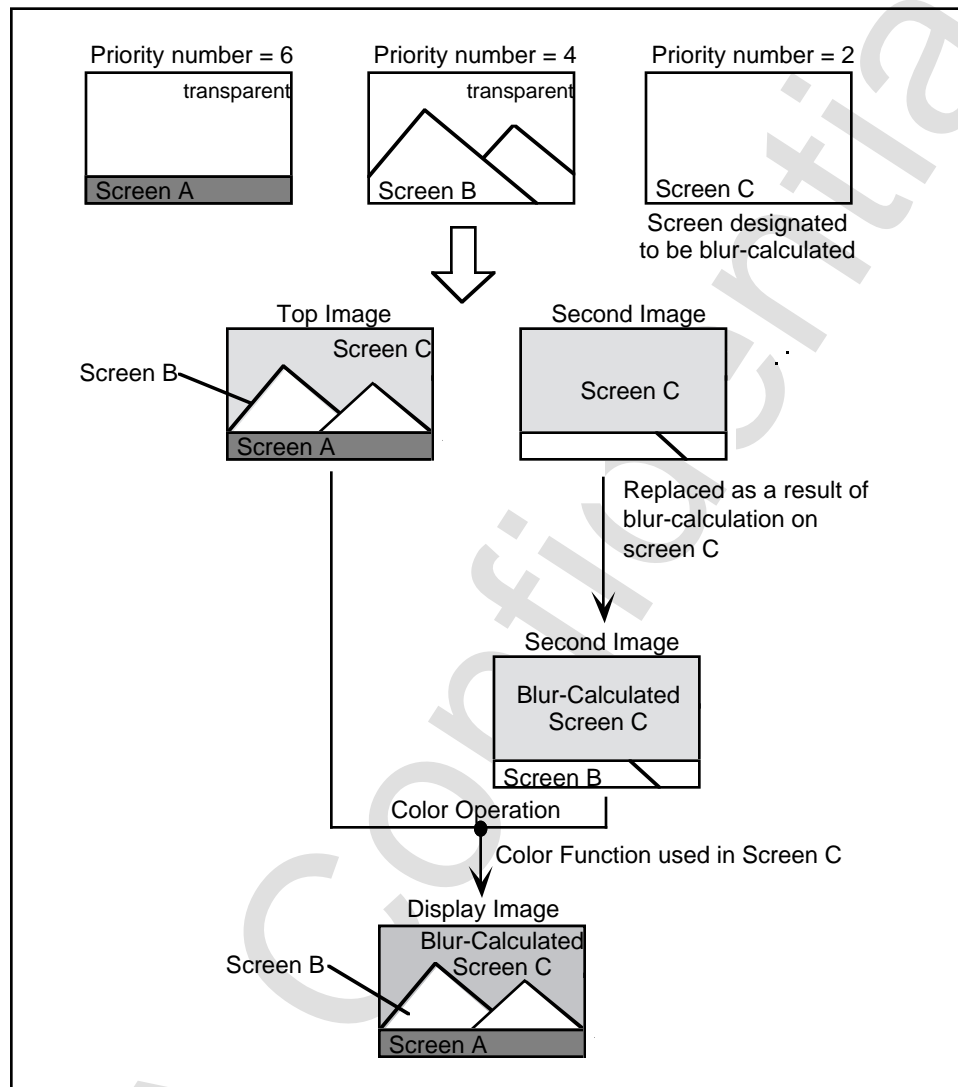 Priority number = 6
Priority number = 4
Priority number = 2
transparent
Screen A
transparent
Screen B
Screen C
Screen designated
to be blur-calculated
Top Image
Second Image
Screen C
Screen B
Screen A
Screen C
Replaced as a result of
blur-calculation on
screen C
Second Image
Blur-Calculated
Screen C
Screen B
Color Operation
Color Function used in Screen C
Display Image
Blur-Calculated
Screen C
Screen B
Screen A
Confidentia